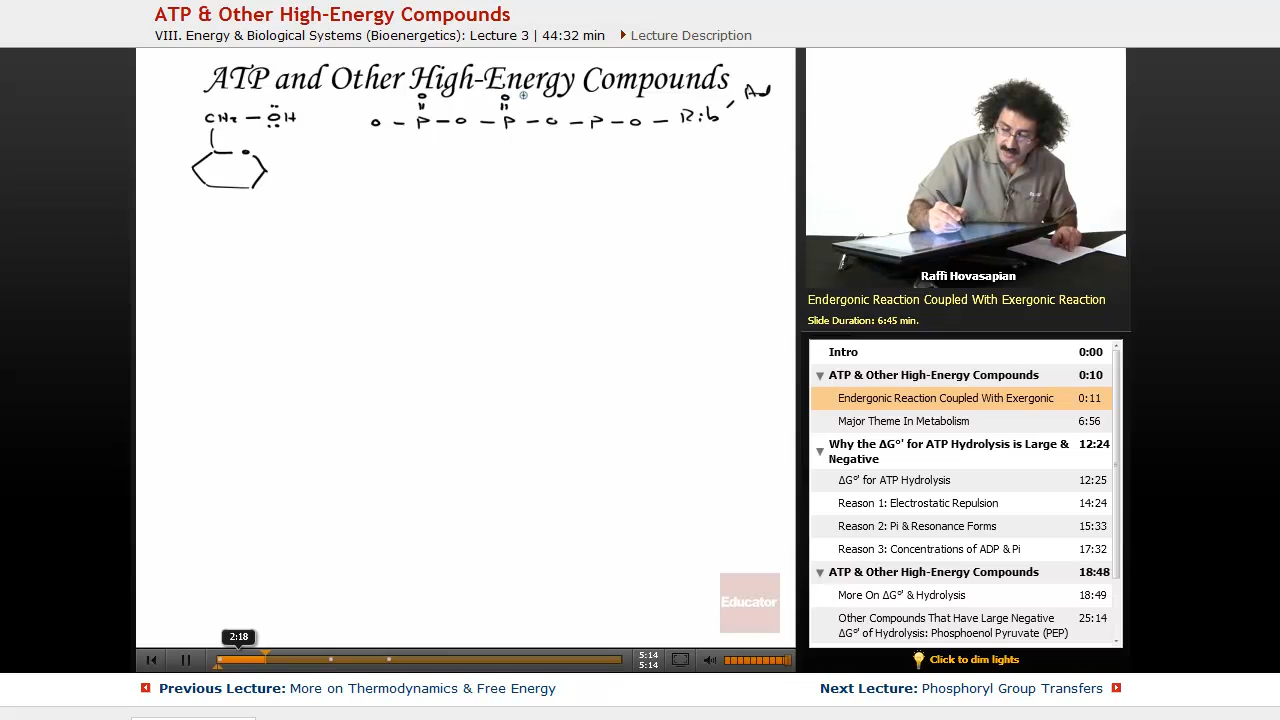 ATP & Other High-Energy Compounds
VIII. Energy & Biological Systems (Bioenergetics): Lecture 3 | 44:32 min
Lecture Description
ATP and Other High-Energy Compounds
CH2 — OH
O — P — O — P — O — P — O — Rib
Ad
O
O
O
Raffi Hovasapian
Endergonic Reaction Coupled With Exergonic Reaction
Slide Duration: 6:45 min.
Intro 0:00
ATP & Other High-Energy Compounds 0:10
Endergonic Reaction Coupled With Exergonic 0:11
Major Theme In Metabolism 6:56
Why the ΔG°' for ATP Hydrolysis is Large & 12:24
Negative
ΔG°' for ATP Hydrolysis 12:25
Reason 1: Electrostatic Repulsion 14:24
Reason 2: Pi & Resonance Forms 15:33
Reason 3: Concentrations of ADP & Pi 17:32
ATP & Other High-Energy Compounds 18:48
More On ΔG°' & Hydrolysis 18:49
Other Compounds That Have Large Negative 25:14
ΔG°' of Hydrolysis: Phosphoenol Pyruvate (PEP)
Educator
2:18
5:14
5:14
Click to dim lights
Previous Lecture: More on Thermodynamics & Free Energy
Next Lecture: Phosphoryl Group Transfers